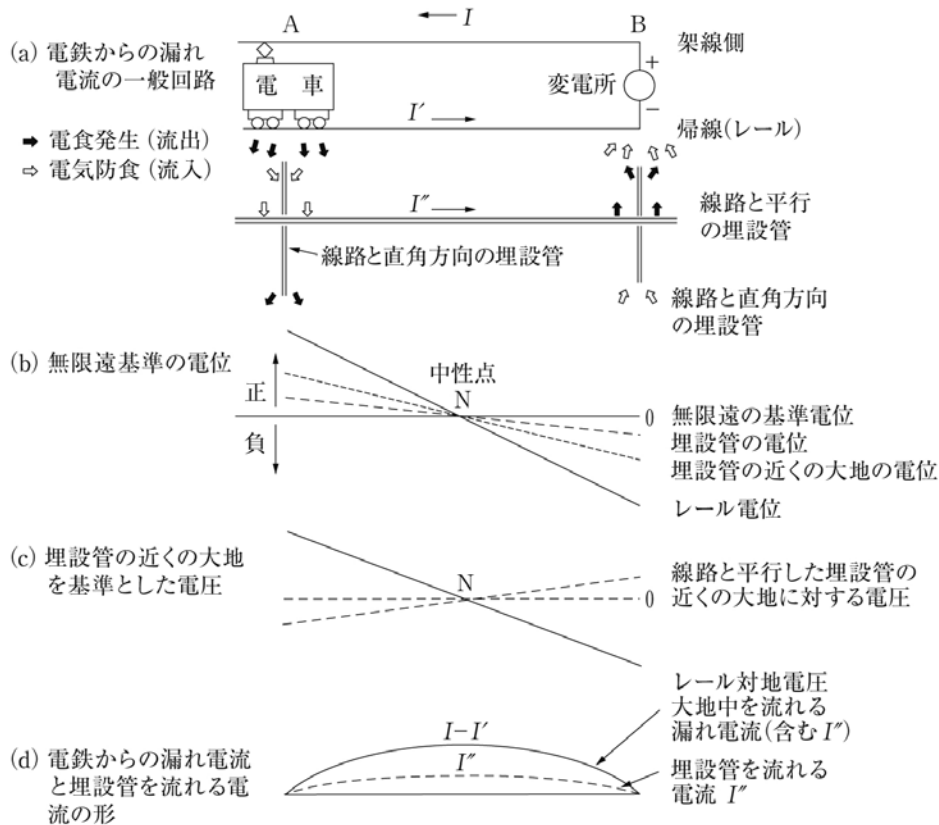 A
I
B
(a) 電鉄からの漏れ
電流の一般回路
架線側
+
変電所
−
電 車
I′
帰線(レール)
電食発生(流出)
電気防食(流入)
I″
線路と平行
の埋設管
線路と直角方向の埋設管
線路と直角方向
の埋設管
(b) 無限遠基準の電位
正
負
中性点
N
0
無限遠の基準電位
埋設管の電位
埋設管の近くの大地の電位
レール電位
(c) 埋設管の近くの大地
を基準とした電圧
N
0
線路と平行した埋設管の
近くの大地に対する電圧
レール対地電圧
大地中を流れる
漏れ電流(含む I″)
(d) 電鉄からの漏れ電流
と埋設管を流れる電
流の形
I−I′
I″
埋設管を流れる
電流 I″